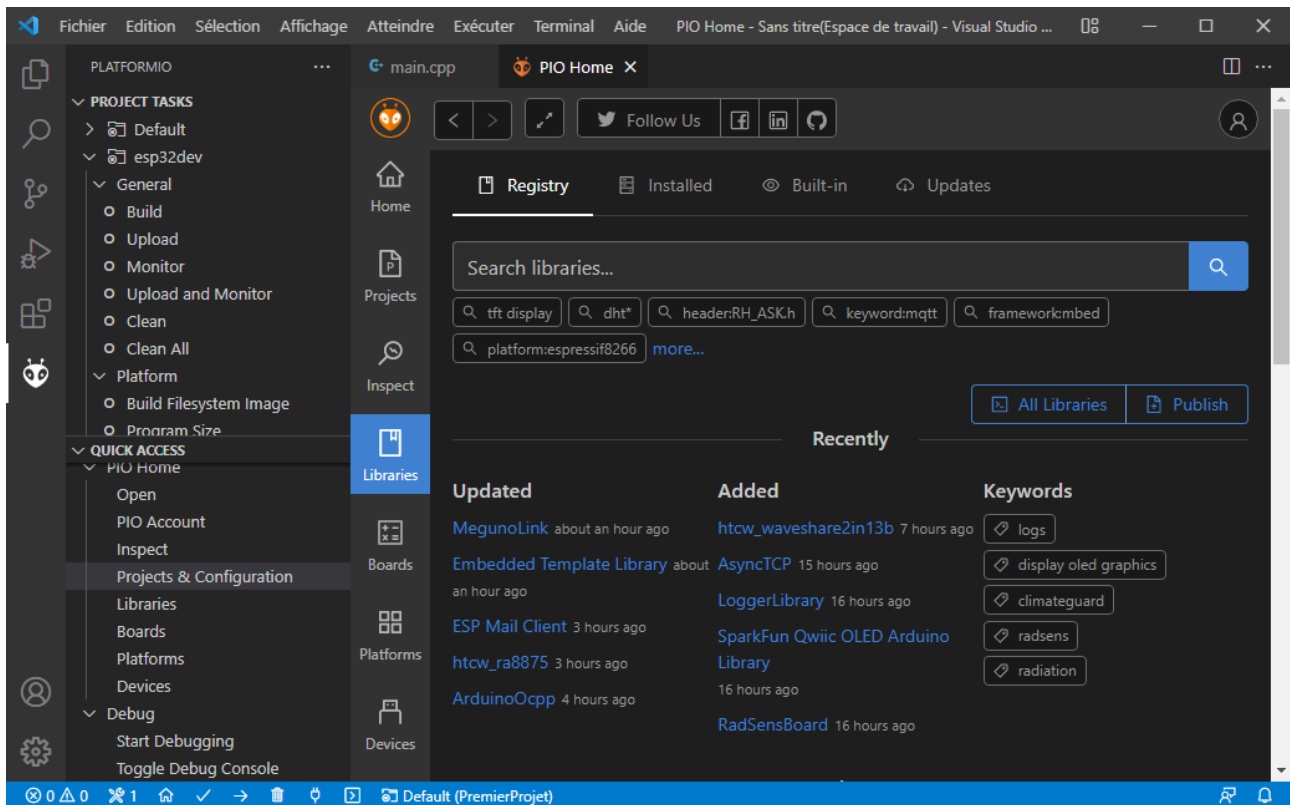 Fichier Edition Sélection Affichage Atteindre Exécuter Terminal Aide PIO Home - Sans titre(Espace de travail) - Visual Studio ...
PLATFORMIO ...
main.cpp
PIO Home
PROJECT TASKS
Default
esp32dev
General
Build
Upload
Monitor
Upload and Monitor
Clean
Clean All
Platform
Build Filesystem Image
Program Size
QUICK ACCESS
PIO Home
Open
PIO Account
Inspect
Projects & Configuration
Libraries
Boards
Platforms
Devices
Debug
Start Debugging
Toggle Debug Console
Home
Projects
Inspect
Libraries
Boards
Platforms
Devices
Follow Us
Registry Installed Built-in Updates
Search libraries...
tft display dht* header:RH_ASK.h keyword:mqtt framework:mbed
platform:espressif8266 more...
All Libraries Publish
Recently
Updated
MegunoLink about an hour ago
Embedded Template Library about
an hour ago
ESP Mail Client 3 hours ago
htcw_ra8875 3 hours ago
ArduinoOcpp 4 hours ago
Added
htcw_waveshare2in13b 7 hours ago
AsyncTCP 15 hours ago
LoggerLibrary 16 hours ago
SparkFun Qwiic OLED Arduino
Library
16 hours ago
RadSensBoard 16 hours ago
Keywords
logs
display oled graphics
climateguard
radsens
radiation
0 0 1 Default (PremierProjet)